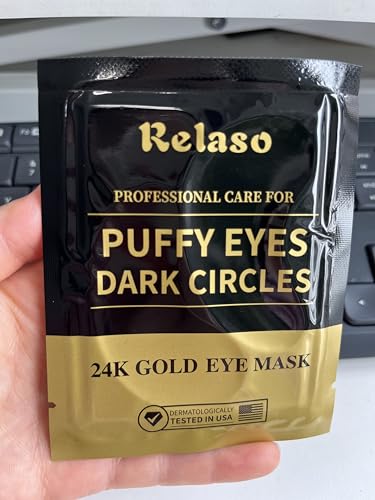 Relaso
PROFESSIONAL CARE FOR
PUFFY EYES
DARK CIRCLES
24K GOLD EYE MASK
DERMATOLOGICALLY
TESTED IN USA